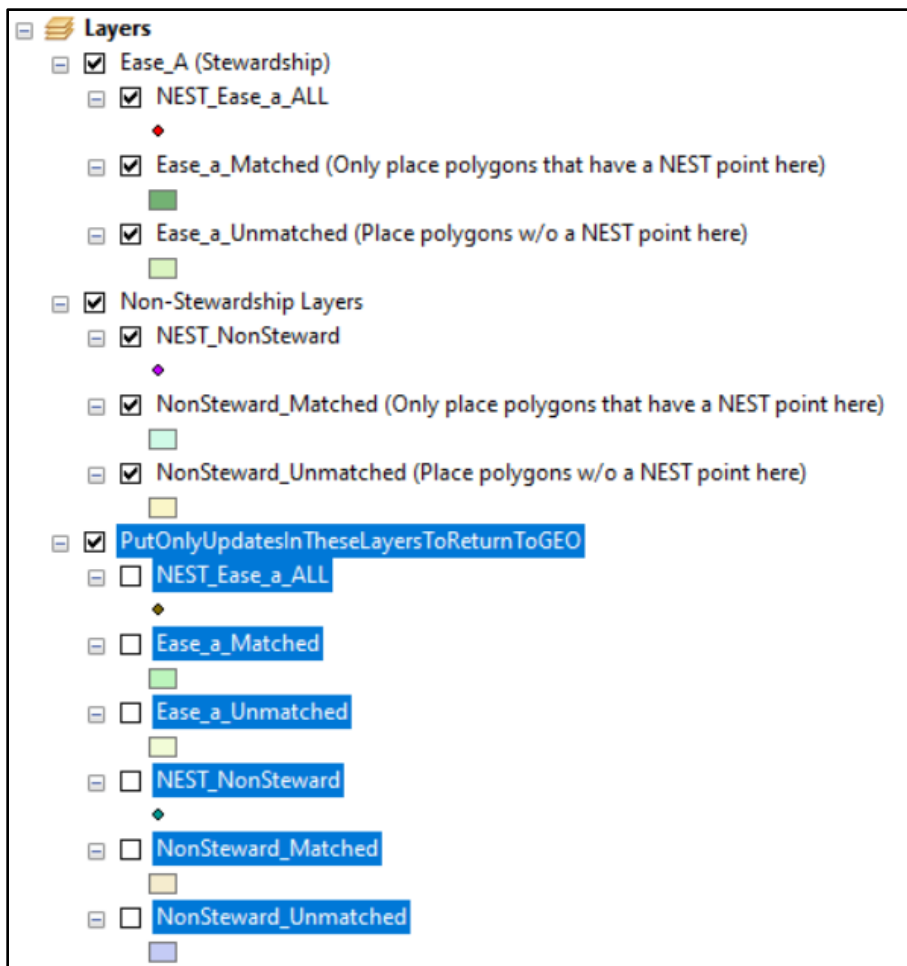 Layers
Ease_A (Stewardship)
NEST_Ease_a_ALL
Ease_a_Matched (Only place polygons that have a NEST point here)
Ease_a_Unmatched (Place polygons w/o a NEST point here)
Non-Stewardship Layers
NEST_NonSteward
NonSteward_Matched (Only place polygons that have a NEST point here)
NonSteward_Unmatched (Place polygons w/o a NEST point here)
PutOnlyUpdatesInTheseLayersToReturnToGEO
NEST_Ease_a_ALL
Ease_a_Matched
Ease_a_Unmatched
NEST_NonSteward
NonSteward_Matched
NonSteward_Unmatched